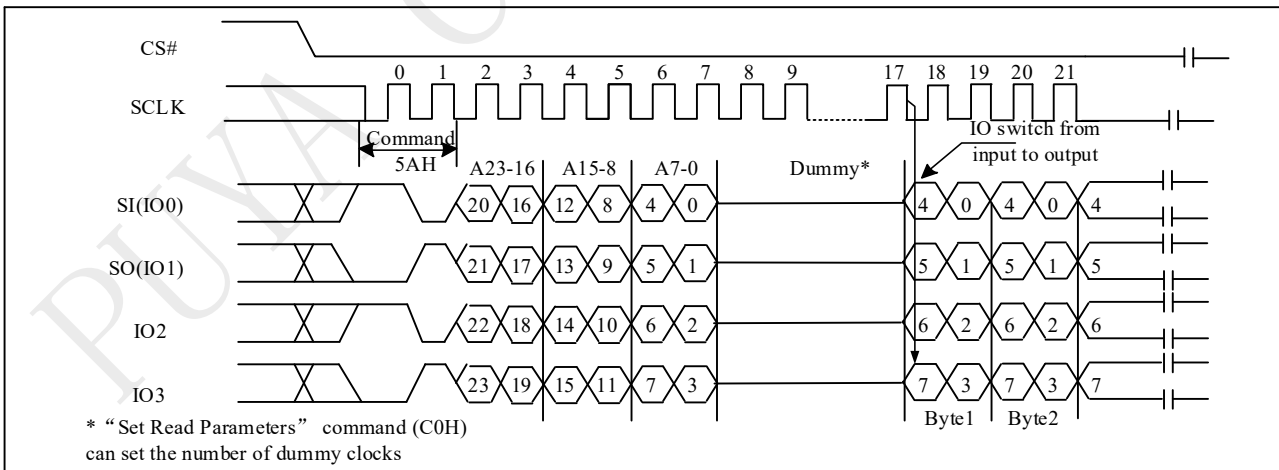 CS#
0 1 2 3 4 5 6 7 8 9 17 18 19 20 21
SCLK
IO switch from
input to output
Command
5AH
A23-16 A15-8 A7-0 Dummy*
SI(IO0) 20 16 12 8 4 0 4 0 4 0 4
SO(IO1) 21 17 13 9 5 1 5 1 5 1 5
IO2 22 18 14 10 6 2 6 2 6 2 6
IO3 23 19 15 11 7 3 7 3 7 3 7
Byte1 Byte2
* “Set Read Parameters” command (C0H)
can set the number of dummy clocks
PUYA